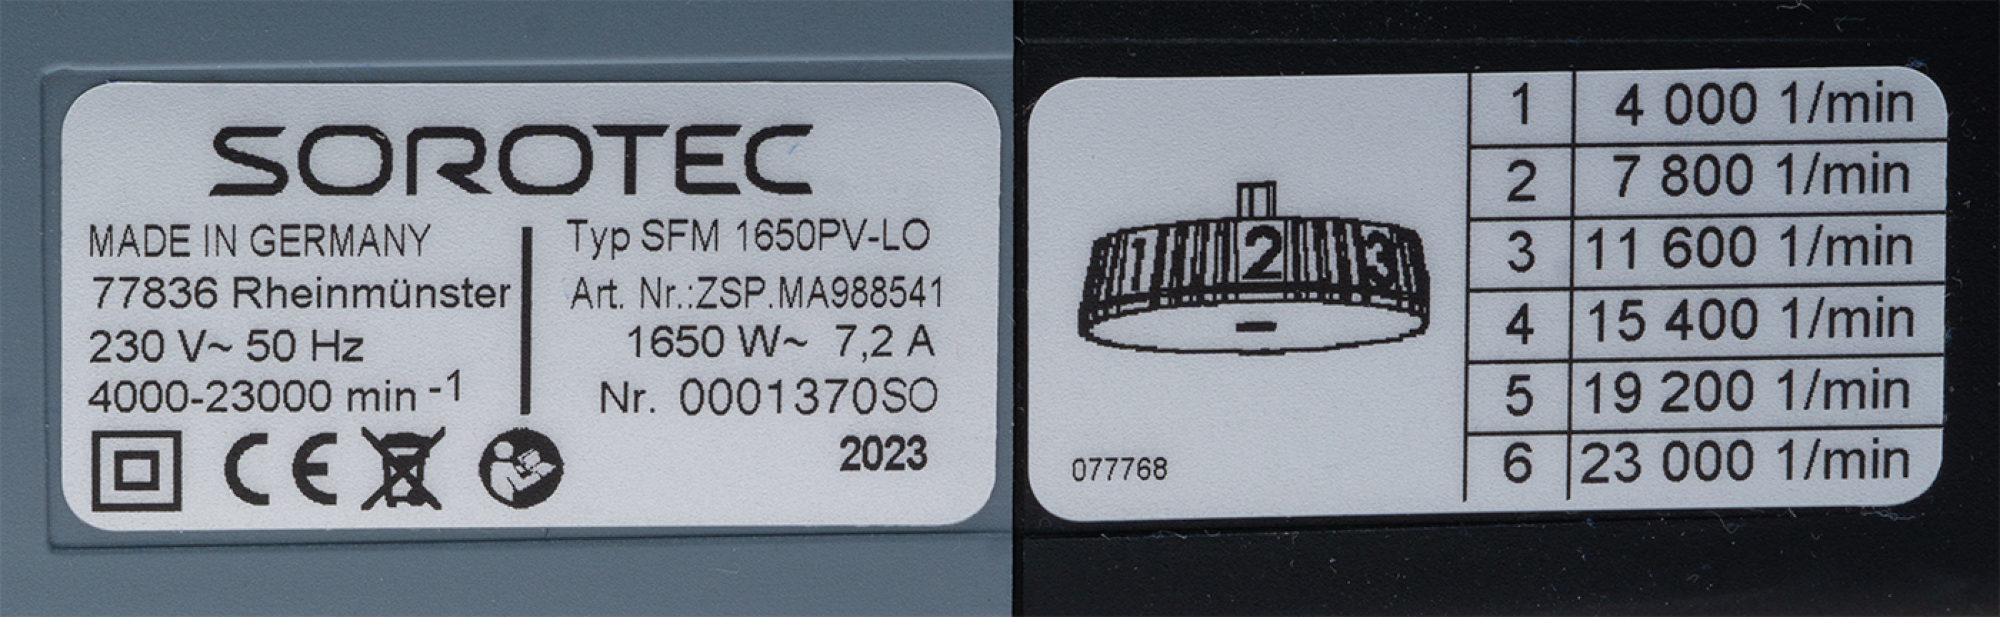 SOROTEC
MADE IN GERMANY
77836 Rheinmünster
230 V~ 50 Hz
4000-23000 min -1
Typ SFM 1650PV-LO
Art. Nr.:ZSP.MA988541
1650 W~ 7,2 A
Nr. 0001370SO
2023
CE
1 2 3
077768
1 4 000 1/min
2 7 800 1/min
3 11 600 1/min
4 15 400 1/min
5 19 200 1/min
6 23 000 1/min